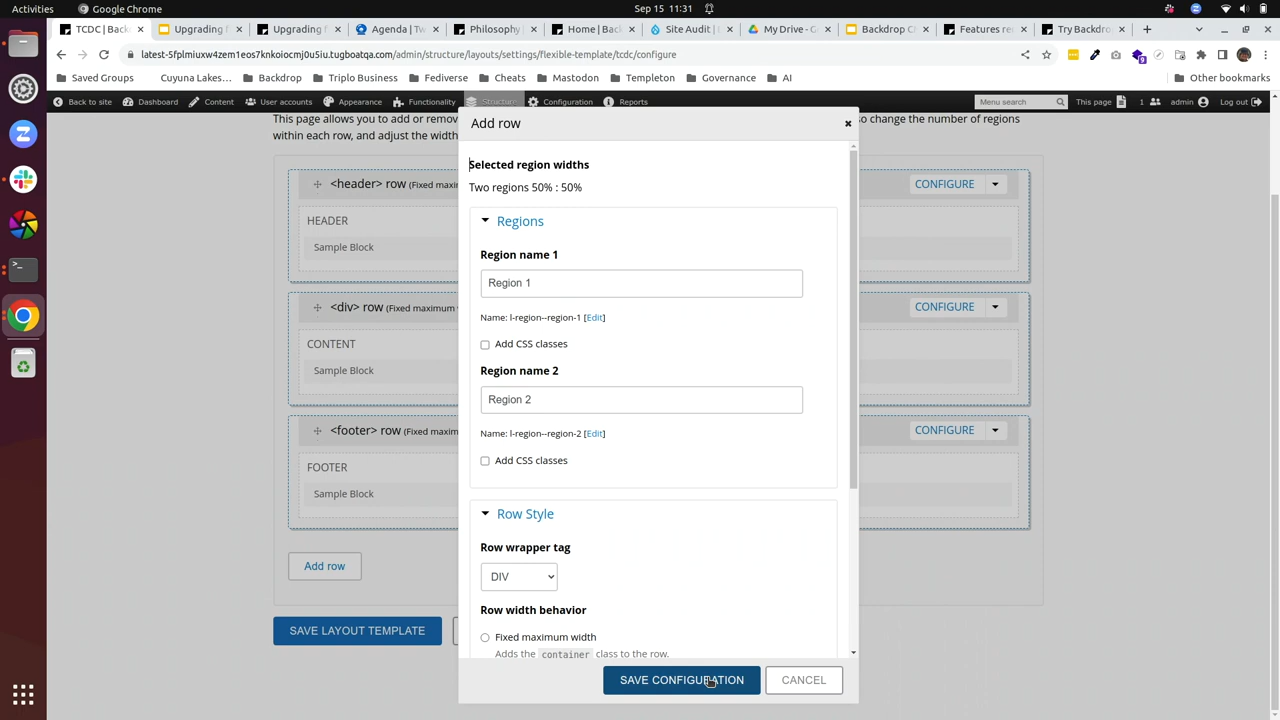 Activities
Google Chrome
Sep 15 11:31
TCDC | Back
Upgrading f
Upgrading f
Agenda | Tw
Philosophy
Home | Back
Site Audit |
My Drive - G
Backdrop C
Features re
Try Backdro
latest-5fplmiuxw4zem1eos7knkoiocmj0u5iu.tugboatqa.com/admin/structure/layouts/settings/flexible-template/tcdc/configure
Saved Groups
Cuyuna Lakes...
Backdrop
Triplo Business
Fediverse
Cheats
Mastodon
Templeton
Governance
AI
Other bookmarks
Back to site
Dashboard
Content
User accounts
Appearance
Functionality
Structure
Configuration
Reports
Menu search
This page
1
admin
Log out
This page allows you to add or remov
so change the number of regions
within each row, and adjust the width
Add row
Selected region widths
Two regions 50% : 50%
Regions
Region name 1
Region 1
Name: l-region--region-1 [Edit]
Add CSS classes
Region name 2
Region 2
Name: l-region--region-2 [Edit]
Add CSS classes
Row Style
Row wrapper tag
DIV
Row width behavior
Fixed maximum width
Adds the container class to the row.
SAVE CONFIGURATION
CANCEL
<header> row (Fixed maxi
CONFIGURE
HEADER
Sample Block
<div> row (Fixed maximum
CONFIGURE
CONTENT
Sample Block
<footer> row (Fixed maxim
CONFIGURE
FOOTER
Sample Block
Add row
SAVE LAYOUT TEMPLATE